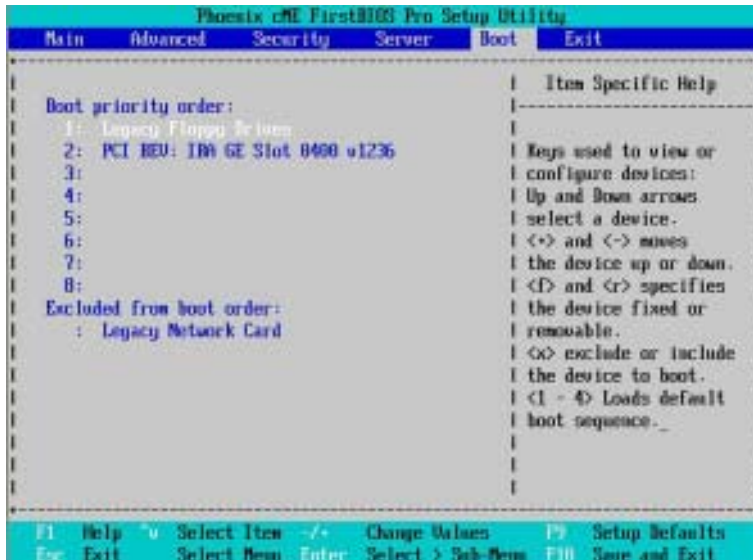 Phoenix cME FirstBIOS Pro Setup Utility
Main Advanced Security Server Boot Exit
Item Specific Help
Boot priority order:
1: Legacy Floppy Drives
2: PCI BEV: IBA GE Slot 0400 v1236
3:
4:
5:
6:
7:
8:
Excluded from boot order:
: Legacy Network Card
Keys used to view or
configure devices:
Up and Down arrows
select a device.
<+> and <-> moves
the device up or down.
<f> and <r> specifies
the device fixed or
removable.
<x> exclude or include
the device to boot.
<1 - 4> Loads default
boot sequence._
F1 Help ^v Select Item -/+ Change Values F9 Setup Defaults
Esc Exit Select Menu Enter Select > Sub-Menu F10 Save and Exit